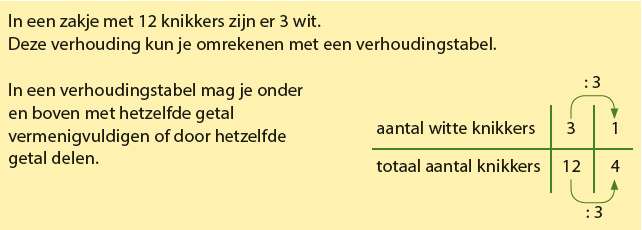 In een zakje met 12 knikkers zijn er 3 wit.
Deze verhouding kun je omrekenen met een verhoudingstabel.
In een verhoudingstabel mag je onder
en boven met hetzelfde getal
vermenigvuldigen of door hetzelfde
getal delen.
: 3
aantal witte knikkers 3 1
totaal aantal knikkers 12 4
: 3